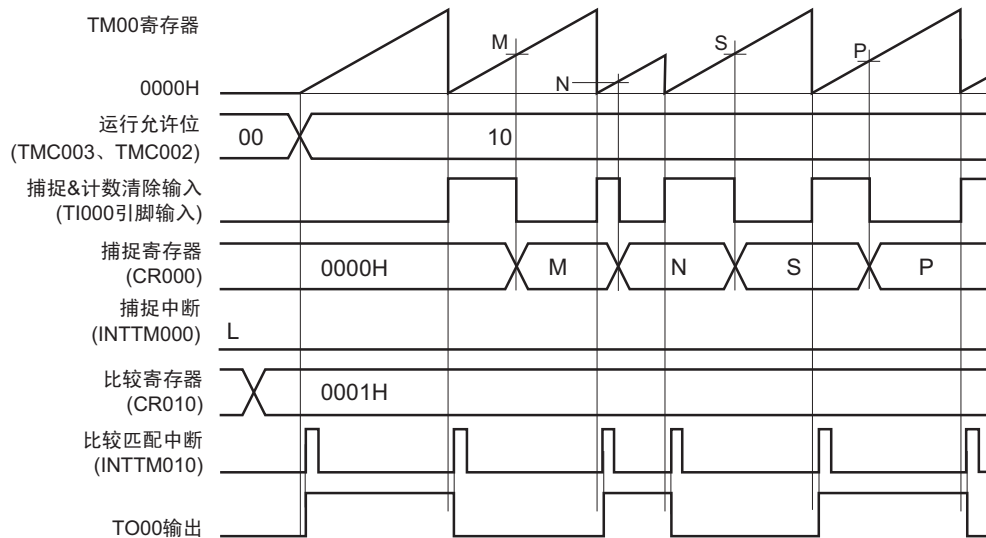 TM00寄存器
M
S
P
N
0000H
运行允许位
(TMC003、TMC002)
00
10
捕捉&计数清除输入
(TI000引脚输入)
捕捉寄存器
(CR000)
0000H
M
N
S
P
捕捉中断
(INTTM000)
L
比较寄存器
(CR010)
0001H
比较匹配中断
(INTTM010)
TO00输出